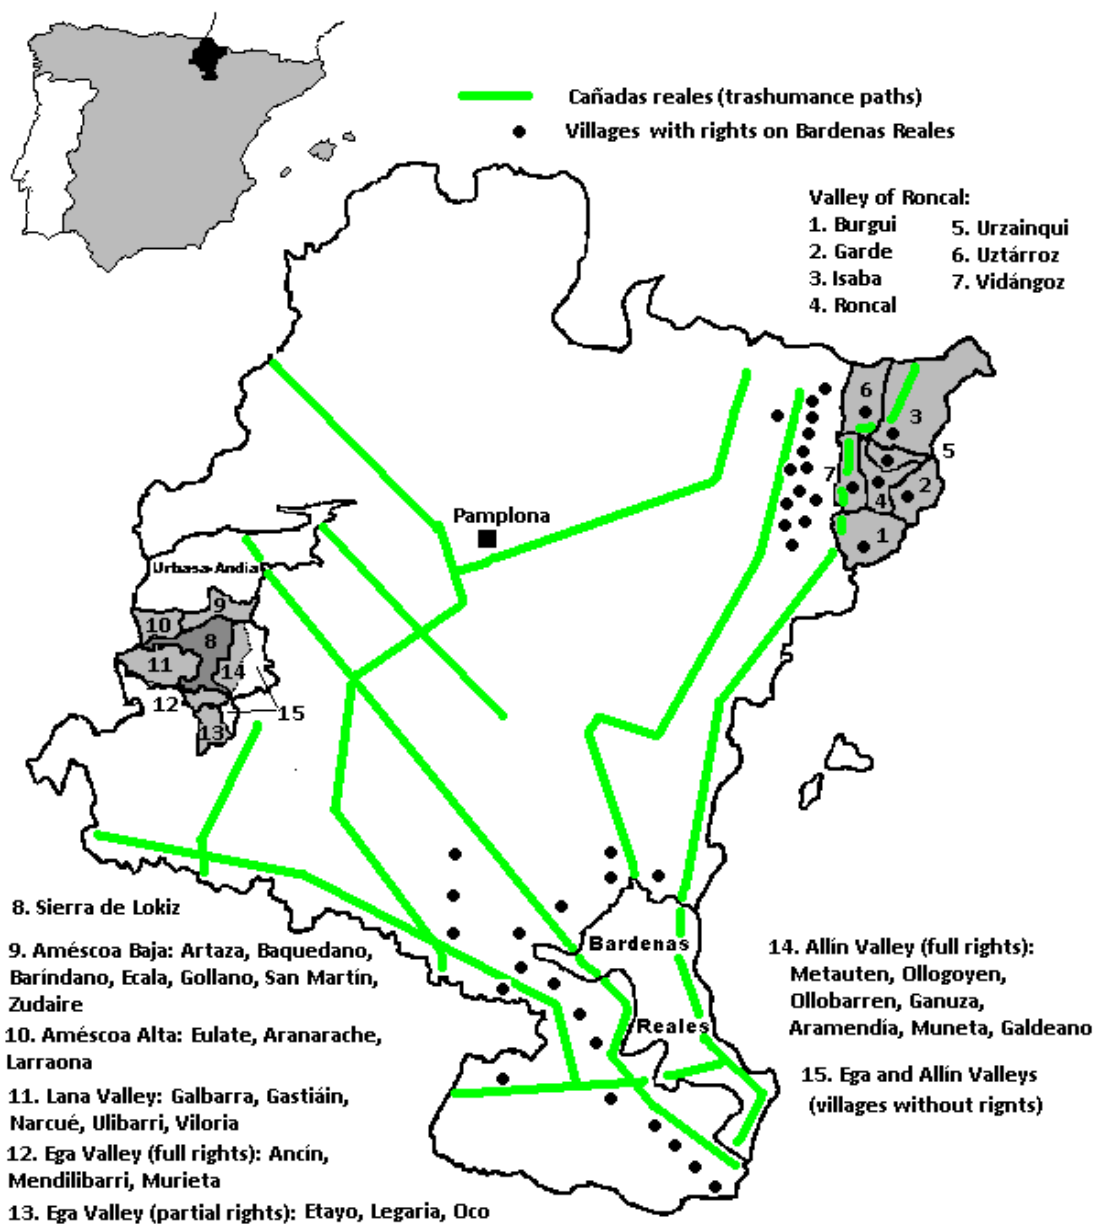 Cañadas reales (trashumance paths)
Villages with rights on Bardenas Reales
Valley of Roncal:
1. Burgui
2. Garde
3. Isaba
4. Roncal
5. Urzainqui
6. Uztárroz
7. Vidángoz
6
3
5
7
4
2
1
Pamplona
Urbasa-Andia
9
10
8
11
14
12
15
13
Bardenas
Reales
8. Sierra de Lokiz
9. Améscoa Baja: Artaza, Baquedano,
Baríndano, Ecala, Gollano, San Martín,
Zudaire
10. Améscoa Alta: Eulate, Aranarache,
Larraona
11. Lana Valley: Galbarra, Gastiáin,
Narcué, Ulibarri, Viloria
12. Ega Valley (full rights): Ancín,
Mendilibarri, Murieta
13. Ega Valley (partial rights): Etayo, Legaria, Oco
14. Allín Valley (full rights):
Metauten, Ollogoyen,
Ollobarren, Ganuza,
Aramendía, Muneta, Galdeano
15. Ega and Allín Valleys
(villages without rignts)